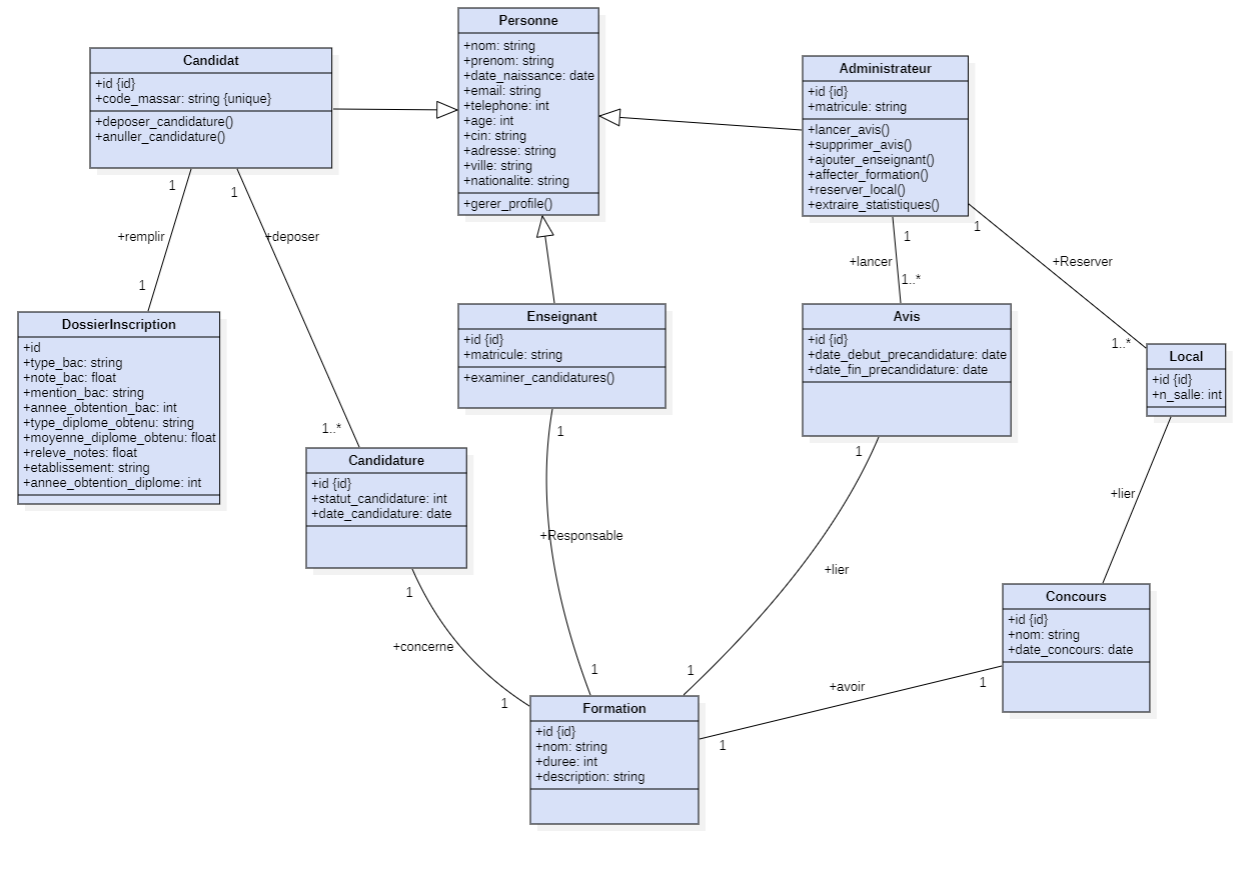 Personne
+nom: string
+prenom: string
+date_naissance: date
+email: string
+telephone: int
+age: int
+cin: string
+adresse: string
+ville: string
+nationalite: string
+gerer_profile()
Candidat
+id {id}
+code_massar: string {unique}
+deposer_candidature()
+anuller_candidature()
Administrateur
+id {id}
+matricule: string
+lancer_avis()
+supprimer_avis()
+ajouter_enseignant()
+affecter_formation()
+reserver_local()
+extraire_statistiques()
1
1
+remplir
+deposer
1
1..*
1
+lancer
1..*
1
+Reserver
1..*
DossierInscription
+id
+type_bac: string
+note_bac: float
+mention_bac: string
+annee_obtention_bac: int
+type_diplome_obtenu: string
+moyenne_diplome_obtenu: float
+releve_notes: float
+etablissement: string
+annee_obtention_diplome: int
Enseignant
+id {id}
+matricule: string
+examiner_candidatures()
Avis
+id {id}
+date_debut_precandidature: date
+date_fin_precandidature: date
Local
+id {id}
+n_salle: int
Candidature
+id {id}
+statut_candidature: int
+date_candidature: date
1
+Responsable
1
1
+lier
1
+lier
1
+concerne
1
Concours
+id {id}
+nom: string
+date_concours: date
+avoir
1
1
Formation
+id {id}
+nom: string
+duree: int
+description: string